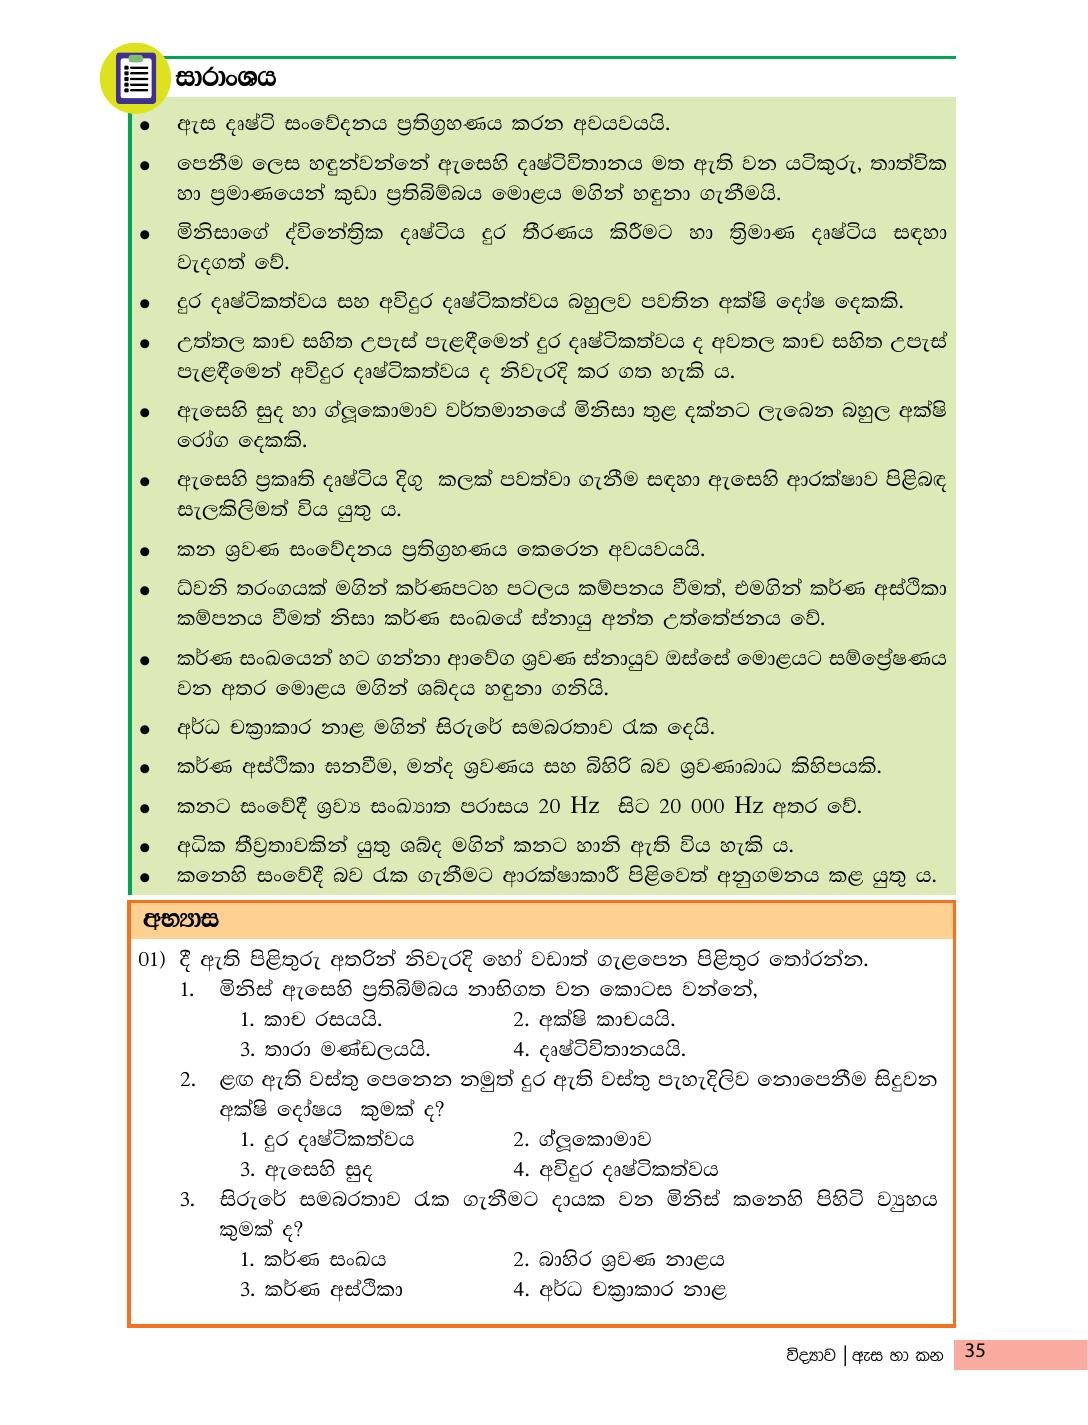 සාරාංශය
● ඇස දෘෂ්ටි සංවේදනය ප්‍රතිග්‍රහණය කරන අවයවයයි.
● පෙනීම ලෙස හඳුන්වන්නේ ඇසෙහි දෘෂ්ටිවිතානය මත ඇති වන යටිකුරු, තාත්වික
හා ප්‍රමාණයෙන් කුඩා ප්‍රතිබිම්බය මොළය මගින් හඳුනා ගැනීමයි.
● මිනිසාගේ ද්විනේත්‍රික දෘෂ්ටිය දුර තීරණය කිරීමට හා ත්‍රිමාණ දෘෂ්ටිය සඳහා
වැදගත් වේ.
● දුර දෘෂ්ටිකත්වය සහ අවිදුර දෘෂ්ටිකත්වය බහුලව පවතින අක්ෂි දෝෂ දෙකකි.
● උත්තල කාච සහිත උපැස් පැළඳීමෙන් දුර දෘෂ්ටිකත්වය ද අවතල කාච සහිත උපැස්
පැළඳීමෙන් අවිදුර දෘෂ්ටිකත්වය ද නිවැරදි කර ගත හැකි ය.
● ඇසෙහි සුද හා ග්ලූකොමාව වර්තමානයේ මිනිසා තුළ දක්නට ලැබෙන බහුල අක්ෂි
රෝග දෙකකි.
● ඇසෙහි ප්‍රකෘති දෘෂ්ටිය දිගු කලක් පවත්වා ගැනීම සඳහා ඇසෙහි ආරක්ෂාව පිළිබඳ
සැලකිලිමත් විය යුතු ය.
● කන ශ්‍රවණ සංවේදනය ප්‍රතිග්‍රහණය කෙරෙන අවයවයයි.
● ධ්වනි තරංගයක් මගින් කර්ණපටහ පටලය කම්පනය වීමත්, එමගින් කර්ණ අස්ථිකා
කම්පනය වීමත් නිසා කර්ණ සංඛයේ ස්නායු අන්ත උත්තේජනය වේ.
● කර්ණ සංඛයෙන් හට ගන්නා ආවේග ශ්‍රවණ ස්නායුව ඔස්සේ මොළයට සම්ප්‍රේෂණය
වන අතර මොළය මගින් ශබ්දය හඳුනා ගනියි.
● අර්ධ චක්‍රාකාර නාළ මගින් සිරුරේ සමබරතාව රැක දෙයි.
● කර්ණ අස්ථිකා ඝනවීම, මන්ද ශ්‍රවණය සහ බිහිරි බව ශ්‍රවණාබාධ කිහිපයකි.
● කනට සංවේදී ශ්‍රව්‍ය සංඛ්‍යාත පරාසය 20 Hz සිට 20 000 Hz අතර වේ.
● අධික තීව්‍රතාවකින් යුතු ශබ්ද මගින් කනට හානි ඇති විය හැකි ය.
● කනෙහි සංවේදී බව රැක ගැනීමට ආරක්ෂාකාරී පිළිවෙත් අනුගමනය කළ යුතු ය.
අභ්‍යාස
01) දී ඇති පිළිතුරු අතරින් නිවැරදි හෝ වඩාත් ගැළපෙන පිළිතුර තෝරන්න.
1. මිනිස් ඇසෙහි ප්‍රතිබිම්බය නාභිගත වන කොටස වන්නේ,
1. කාච රසයයි. 2. අක්ෂි කාචයයි.
3. තාරා මණ්ඩලයයි. 4. දෘෂ්ටිවිතානයයි.
2. ළඟ ඇති වස්තු පෙනෙන නමුත් දුර ඇති වස්තු පැහැදිලිව නොපෙනීම සිදුවන
අක්ෂි දෝෂය කුමක් ද?
1. දුර දෘෂ්ටිකත්වය 2. ග්ලූකොමාව
3. ඇසෙහි සුද 4. අවිදුර දෘෂ්ටිකත්වය
3. සිරුරේ සමබරතාව රැක ගැනීමට දායක වන මිනිස් කනෙහි පිහිටි ව්‍යුහය
කුමක් ද?
1. කර්ණ සංඛය 2. බාහිර ශ්‍රවණ නාළය
3. කර්ණ අස්ථිකා 4. අර්ධ චක්‍රාකාර නාළ
විද්‍යාව | ඇස හා කන 35